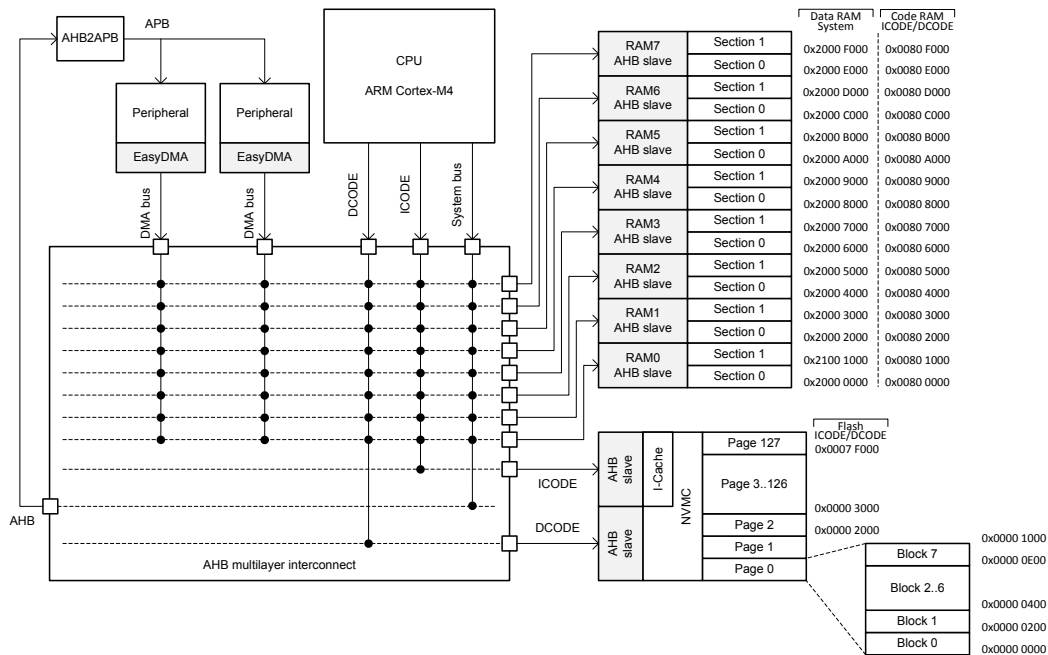 APB
AHB2APB
Peripheral
EasyDMA
Peripheral
EasyDMA
CPU
ARM Cortex-M4
DMA bus
DMA bus
DCODE
ICODE
System bus
AHB multilayer interconnect
AHB
ICODE
DCODE
Data RAM
System
Code RAM
ICODE/DCODE
RAM7
AHB slave
Section 1
0x2000 F000
0x0080 F000
Section 0
0x2000 E000
0x0080 E000
RAM6
AHB slave
Section 1
0x2000 D000
0x0080 D000
Section 0
0x2000 C000
0x0080 C000
RAM5
AHB slave
Section 1
0x2000 B000
0x0080 B000
Section 0
0x2000 A000
0x0080 A000
RAM4
AHB slave
Section 1
0x2000 9000
0x0080 9000
Section 0
0x2000 8000
0x0080 8000
RAM3
AHB slave
Section 1
0x2000 7000
0x0080 7000
Section 0
0x2000 6000
0x0080 6000
RAM2
AHB slave
Section 1
0x2000 5000
0x0080 5000
Section 0
0x2000 4000
0x0080 4000
RAM1
AHB slave
Section 1
0x2000 3000
0x0080 3000
Section 0
0x2000 2000
0x0080 2000
RAM0
AHB slave
Section 1
0x2100 1000
0x0080 1000
Section 0
0x2000 0000
0x0080 0000
Flash
ICODE/DCODE
AHB
slave
I-Cache
AHB
slave
NVMC
Page 127
0x0007 F000
Page 3..126
0x0000 3000
Page 2
0x0000 2000
Page 1
0x0000 1000
Page 0
Block 7
0x0000 0E00
Block 2..6
0x0000 0400
Block 1
0x0000 0200
Block 0
0x0000 0000